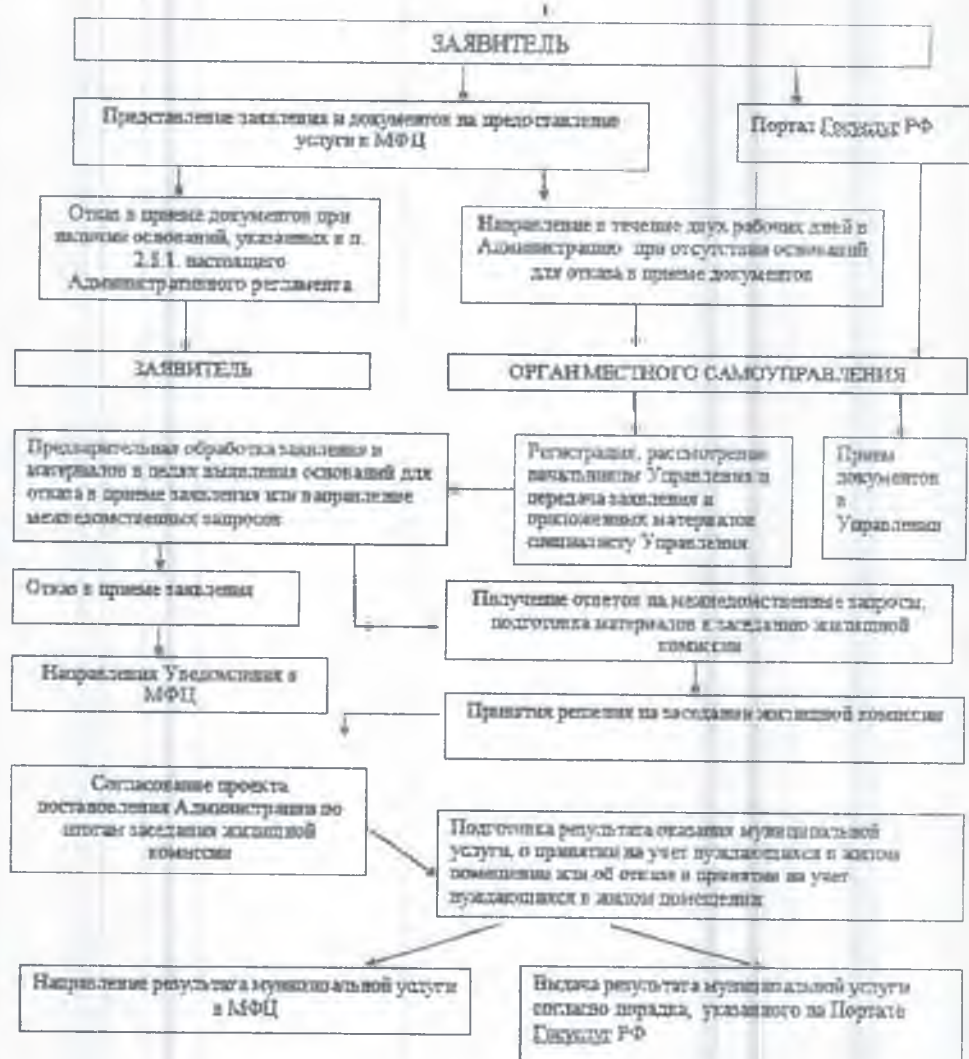 ЗАЯВИТЕЛЬ
Представление заявления и документов на предоставление
услуги в МФЦ
Портал Госуслуг РФ
Отказ в приеме документов при
наличии оснований, указанных в п.
2.5.1. настоящего
Административного регламента
Направление в течение двух рабочих дней в
Администрацию при отсутствии оснований
для отказа в приеме документов
ЗАЯВИТЕЛЬ
ОРГАН МЕСТНОГО САМОУПРАВЛЕНИЯ
Предварительная обработка заявления и
материалов в целях выявления оснований для
отказа в приеме заявления или направление
межведомственных запросов
Регистрация, рассмотрение
начальником Управления и
передача заявления и
приложенных материалов
специалисту Управления
Прием
документов
в
Управлении
Отказ в приеме заявления
Получение ответов на межведомственные запросы,
подготовка материалов к заседанию жилищной
комиссии
Направления Уведомления в
МФЦ
Принятия решения на заседании жилищной комиссии
Согласование проекта
постановления Администрации по
итогам заседания жилищной
комиссии
Подготовка результата оказания муниципальной
услуги, о принятии на учет нуждающихся в жилом
помещении или об отказе в принятии на учет
нуждающихся в жилом помещения
Направление результата муниципальной услуги
в МФЦ
Выдача результата муниципальной услуги
согласно порядка, указанного на Портале
Госуслуг РФ